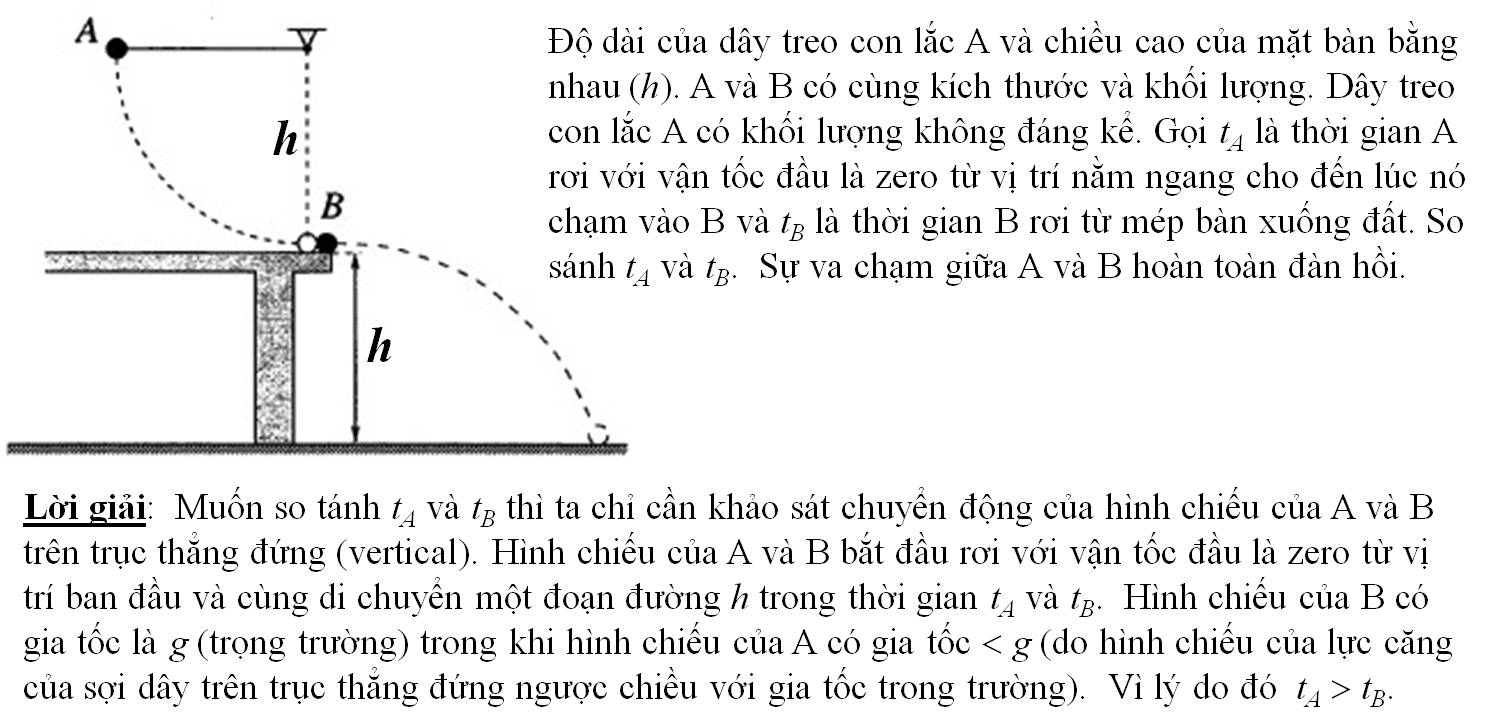 A
Độ dài của dây treo con lắc A và chiều cao của mặt bàn bằng
nhau (h). A và B có cùng kích thước và khối lượng. Dây treo
con lắc A có khối lượng không đáng kể. Gọi tA là thời gian A
rơi với vận tốc đầu là zero từ vị trí nằm ngang cho đến lúc nó
chạm vào B và tB là thời gian B rơi từ mép bàn xuống đất. So
sánh tA và tB. Sự va chạm giữa A và B hoàn toàn đàn hồi.
h
B
h
Lời giải: Muốn so tánh tA và tB thì ta chỉ cần khảo sát chuyển động của hình chiếu của A và B
trên trục thẳng đứng (vertical). Hình chiếu của A và B bắt đầu rơi với vận tốc đầu là zero từ vị
trí ban đầu và cùng di chuyển một đoạn đường h trong thời gian tA và tB. Hình chiếu của B có
gia tốc là g (trọng trường) trong khi hình chiếu của A có gia tốc < g (do hình chiếu của lực căng
của sợi dây trên trục thẳng đứng ngược chiều với gia tốc trong trường). Vì lý do đó tA > tB.